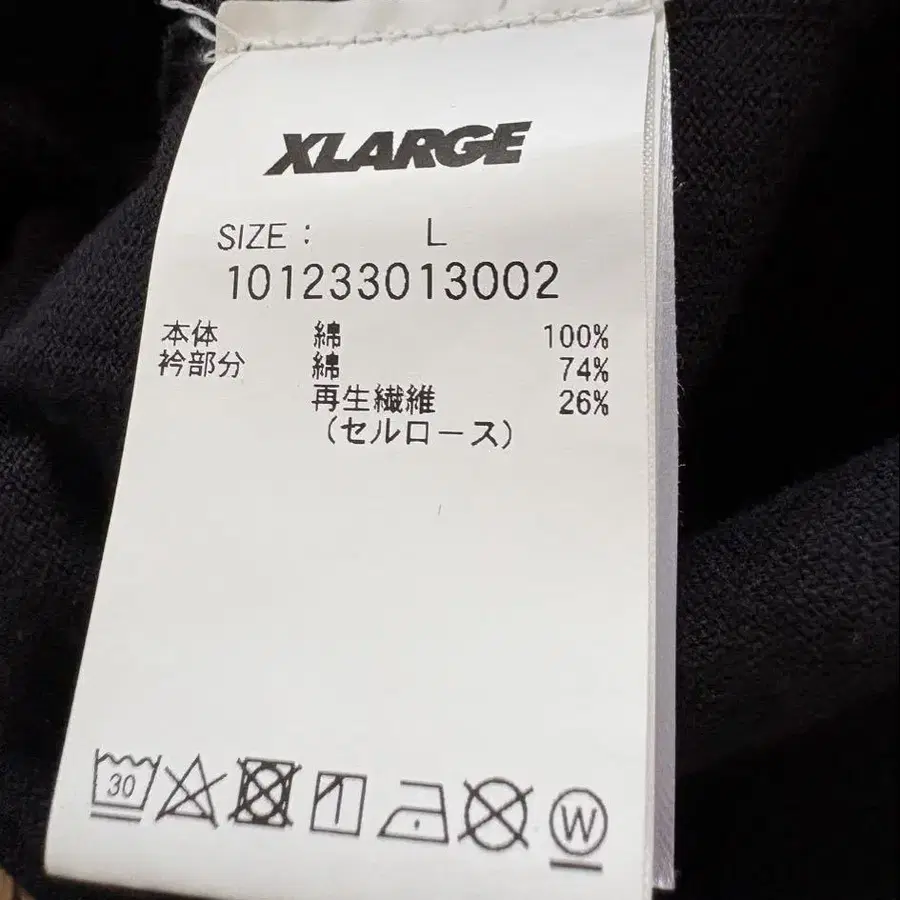 XLARGE
SIZE : L
101233013002
本体 綿 100%
衿部分 綿 74%
再生繊維 26%
(セルロース)
30
W